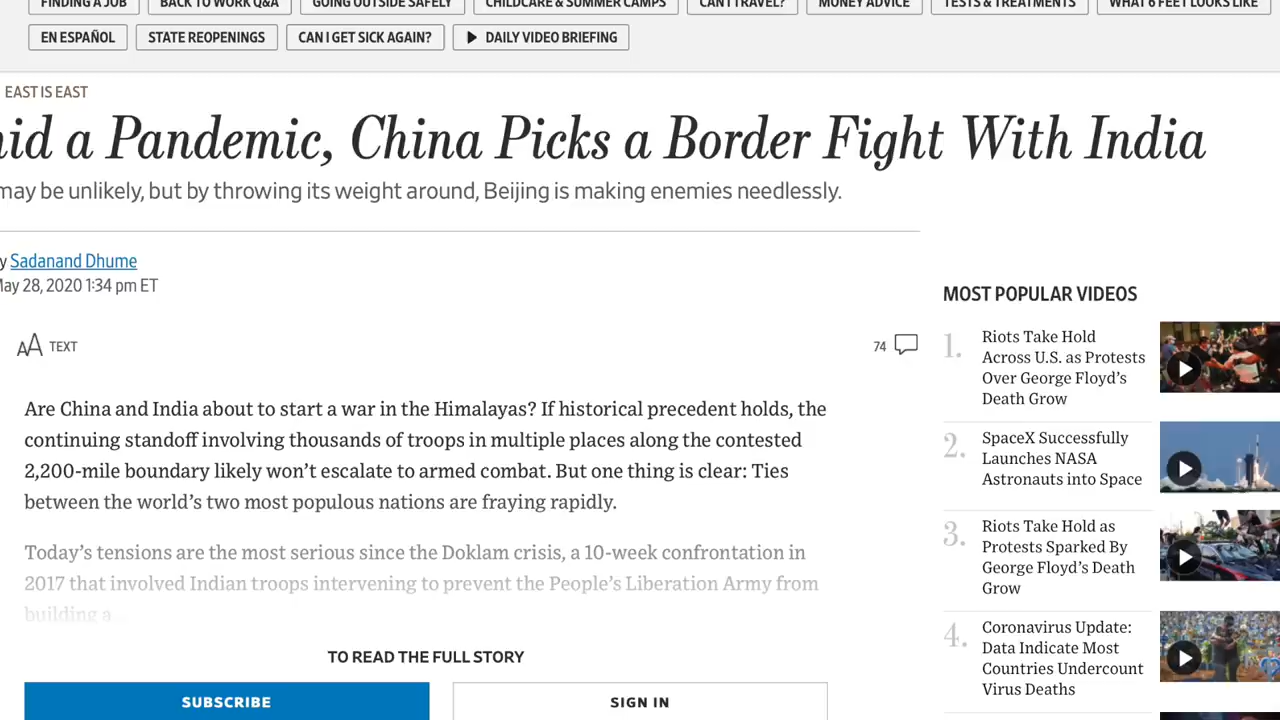 FINDING A JOB
BACK TO WORK Q&A
GOING OUTSIDE SAFELY
CHILDCARE & SUMMER CAMPS
CAN I TRAVEL?
MONEY ADVICE
TESTS & TREATMENTS
WHAT 6 FEET LOOKS LIKE
EN ESPAÑOL
STATE REOPENINGS
CAN I GET SICK AGAIN?
DAILY VIDEO BRIEFING
EAST IS EAST
id a Pandemic, China Picks a Border Fight With India
may be unlikely, but by throwing its weight around, Beijing is making enemies needlessly.
y Sadanand Dhume
May 28, 2020 1:34 pm ET
AA TEXT
74
Are China and India about to start a war in the Himalayas? If historical precedent holds, the
continuing standoff involving thousands of troops in multiple places along the contested
2,200-mile boundary likely won’t escalate to armed combat. But one thing is clear: Ties
between the world’s two most populous nations are fraying rapidly.
Today’s tensions are the most serious since the Doklam crisis, a 10-week confrontation in
2017 that involved Indian troops intervening to prevent the People’s Liberation Army from
building a
TO READ THE FULL STORY
SUBSCRIBE
SIGN IN
MOST POPULAR VIDEOS
1.
Riots Take Hold
Across U.S. as Protests
Over George Floyd’s
Death Grow
2.
SpaceX Successfully
Launches NASA
Astronauts into Space
3.
Riots Take Hold as
Protests Sparked By
George Floyd’s Death
Grow
4.
Coronavirus Update:
Data Indicate Most
Countries Undercount
Virus Deaths